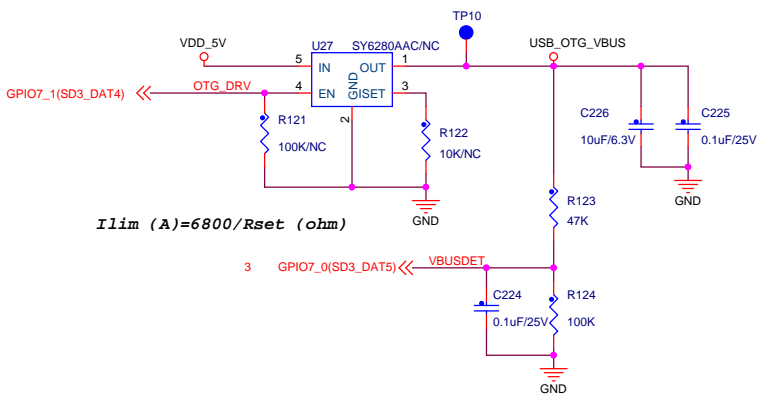 TP10
VDD_5V
U27
SY6280AAC/NC
USB_OTG_VBUS
5
IN
OUT
1
GPIO7_1(SD3_DAT4)
OTG_DRV
4
EN
GND
ISET
3
2
R121
100K/NC
R122
10K/NC
C226
10uF/6.3V
C225
0.1uF/25V
GND
GND
Ilim (A)=6800/Rset (ohm)
R123
47K
3
GPIO7_0(SD3_DAT5)
VBUSDET
C224
0.1uF/25V
R124
100K
GND